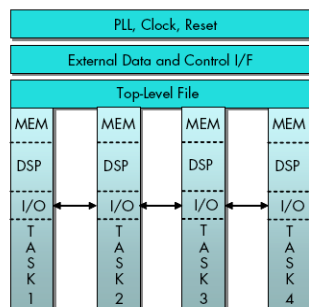 PLL, Clock, Reset
External Data and Control I/F
Top-Level File
MEM MEM MEM MEM
DSP DSP DSP DSP
I/O I/O I/O I/O
T T T T
A A A A
S S S S
K K K K
1 2 3 4